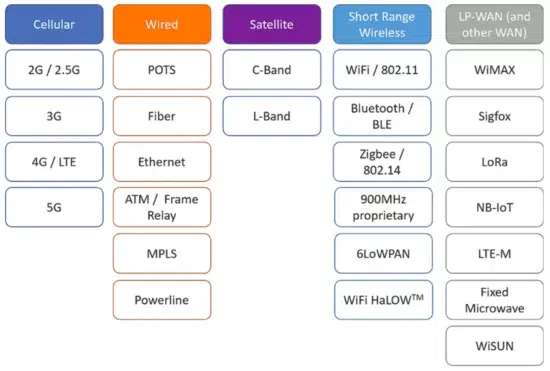 Cellular
2G / 2.5G
3G
4G / LTE
5G
Wired
POTS
Fiber
Ethernet
ATM / Frame
Relay
MPLS
Powerline
Satellite
C-Band
L-Band
Short Range
Wireless
WiFi / 802.11
Bluetooth /
BLE
Zigbee /
802.14
900MHz
proprietary
6LoWPAN
WiFi HaLOW™
LP-WAN (and
other WAN)
WiMAX
Sigfox
LoRa
NB-IoT
LTE-M
Fixed
Microwave
WiSUN